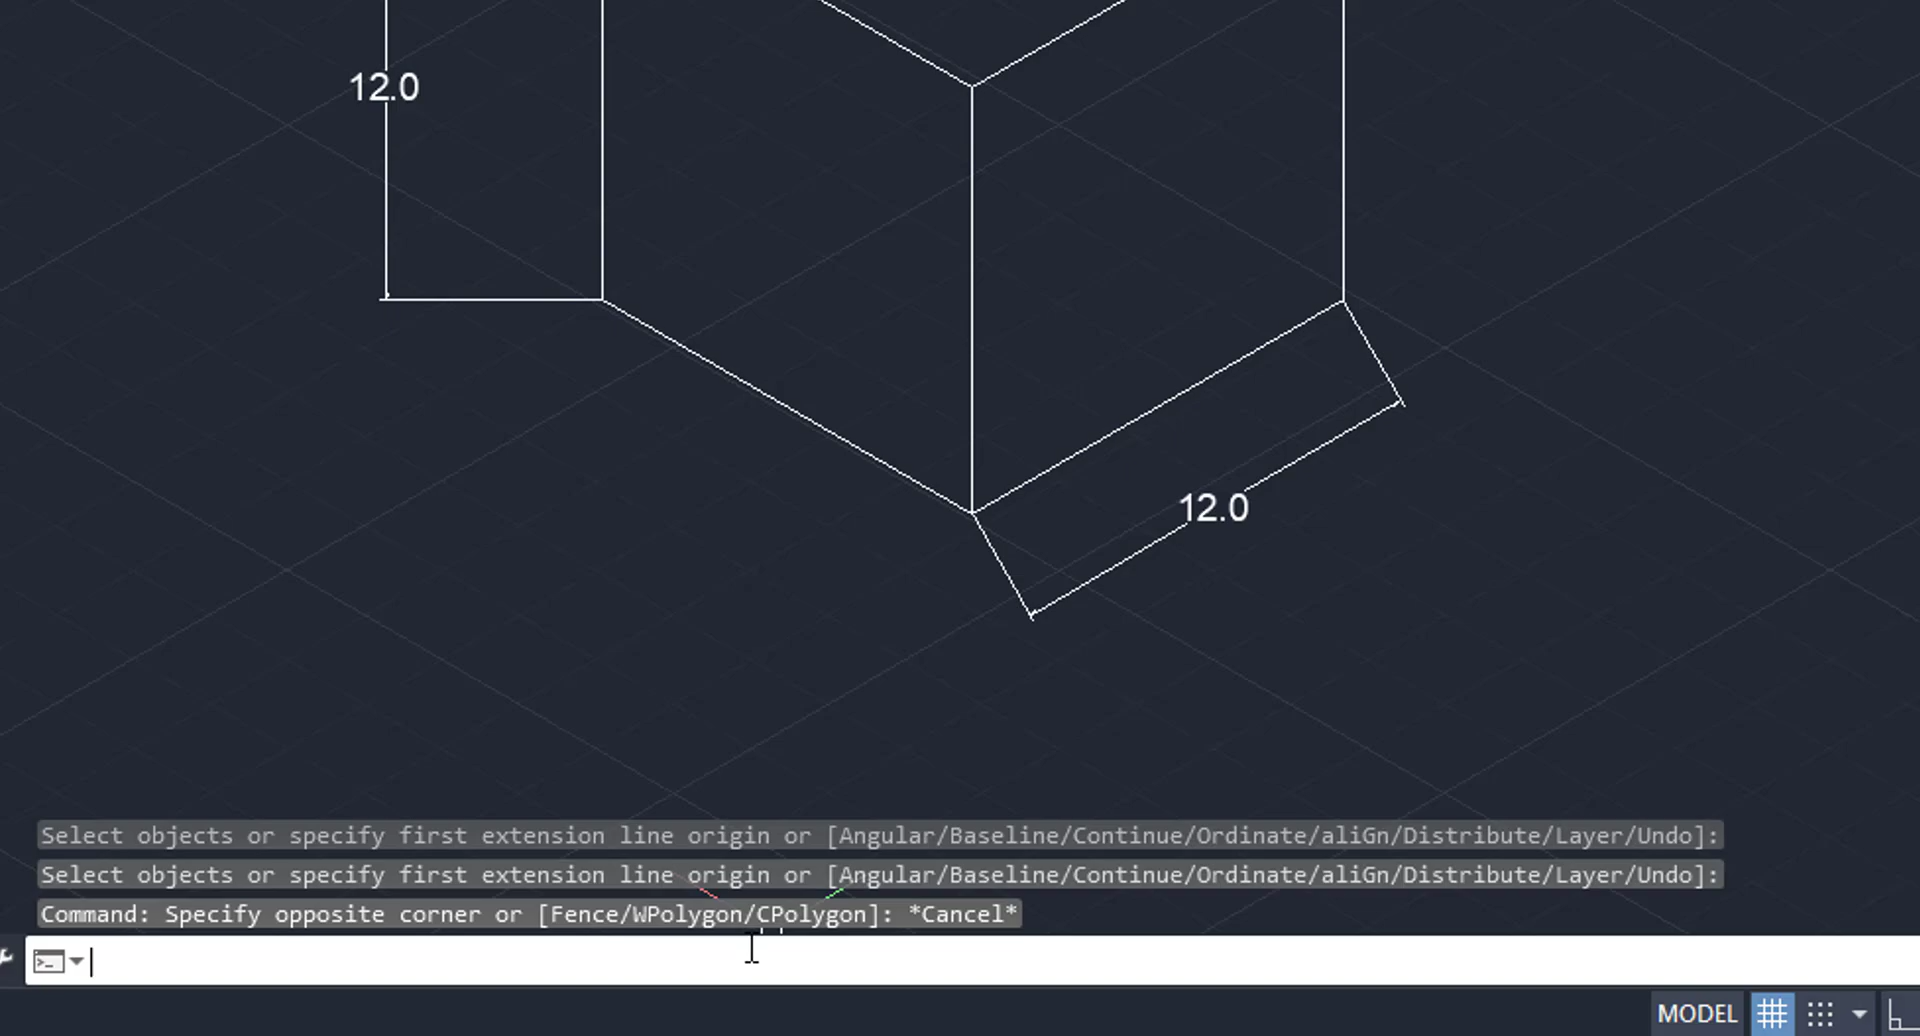 12.0
12.0
Select objects or specify first extension line origin or [Angular/Baseline/Continue/Ordinate/aliGn/Distribute/Layer/Undo]:
Select objects or specify first extension line origin or [Angular/Baseline/Continue/Ordinate/aliGn/Distribute/Layer/Undo]:
Command: Specify opposite corner or [Fence/WPolygon/CPolygon]: *Cancel*
MODEL